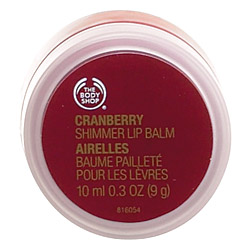 THE
BODY
SHOP
CRANBERRY
SHIMMER LIP BALM
AIRELLES
BAUME PAILLETÉ
POUR LES LÈVRES
10 ml 0.3 OZ (9 g)
816054